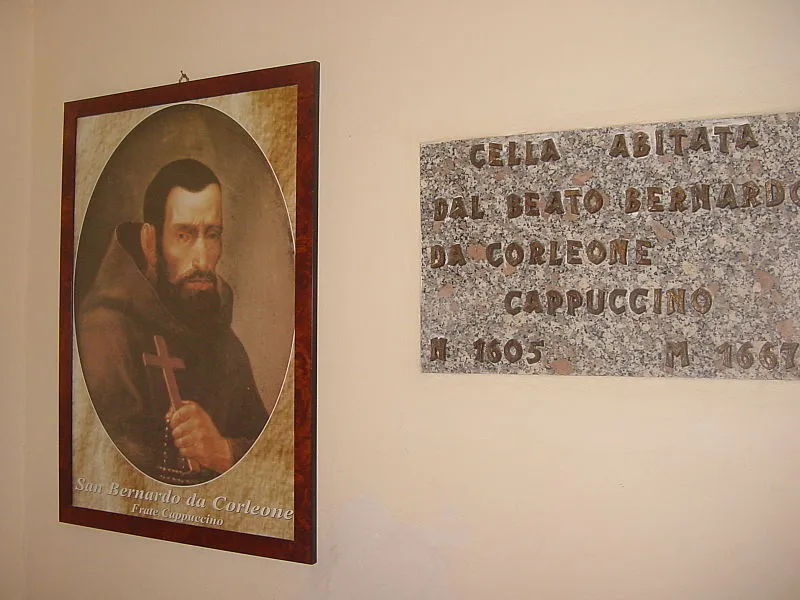 San Bernardo da Corleone
Frate Cappuccino
CELLA ABITATA
DAL BEATO BERNARDO
DA CORLEONE
CAPPUCCINO
N 1605 M 1667